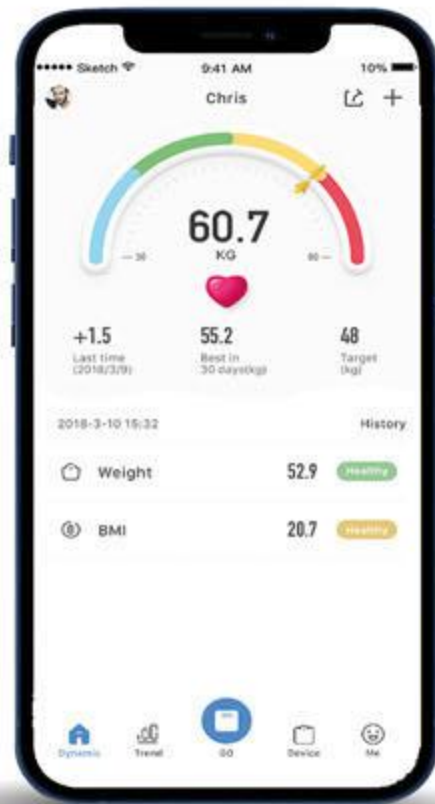 Sketch 9:41 AM 10%
Chris
60.7
KG
30 80
+1.5 55.2 48
Last time Best in Target
(2018/3/9) 30 days(kg) (kg)
2018-3-10 15:32 History
Weight 52.9 Healthy
BMI 20.7 Healthy
Dynamic Trend GO Device Me